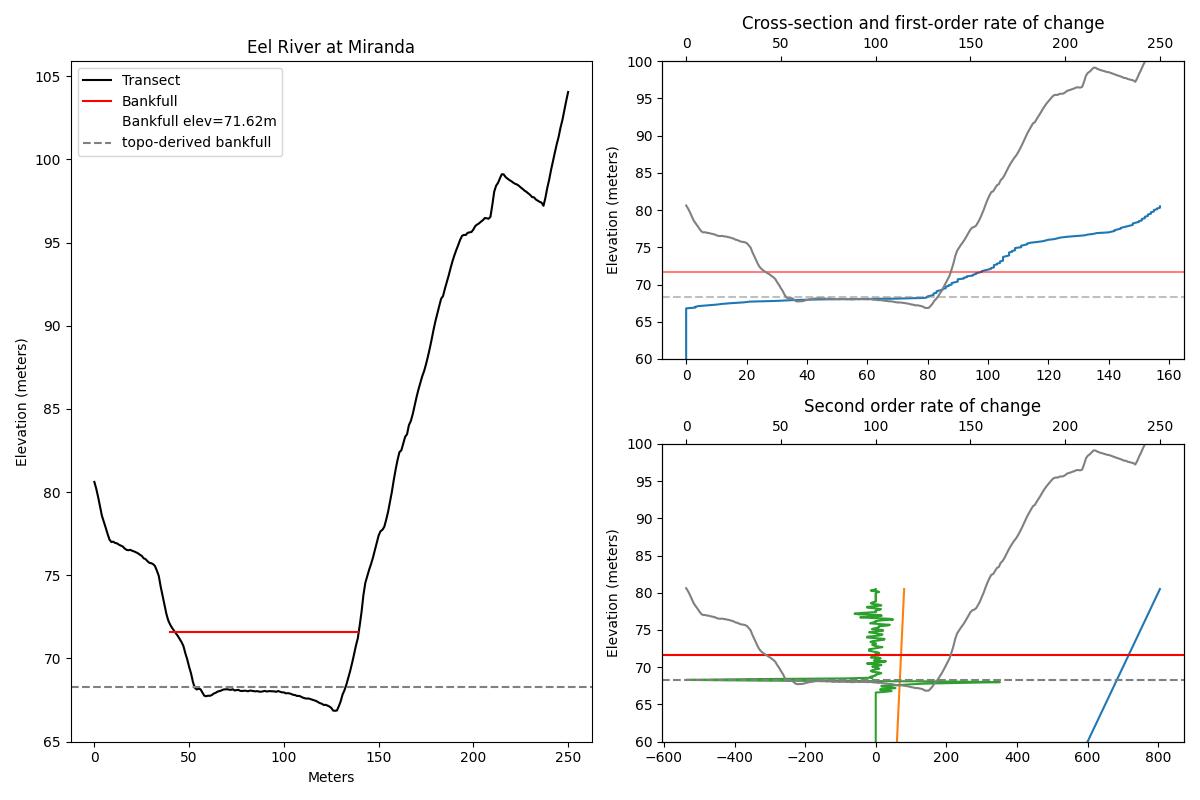 Eel River at Miranda
Transect
Bankfull
Bankfull elev=71.62m
topo-derived bankfull
105
100
95
90
85
80
75
70
65
Elevation (meters)
0 50 100 150 200 250
Meters
Cross-section and first-order rate of change
0 50 100 150 200 250
100
95
90
85
80
75
70
65
60
Elevation (meters)
0 20 40 60 80 100 120 140 160
Second order rate of change
0 50 100 150 200 250
100
95
90
85
80
75
70
65
60
Elevation (meters)
−600 −400 −200 0 200 400 600 800